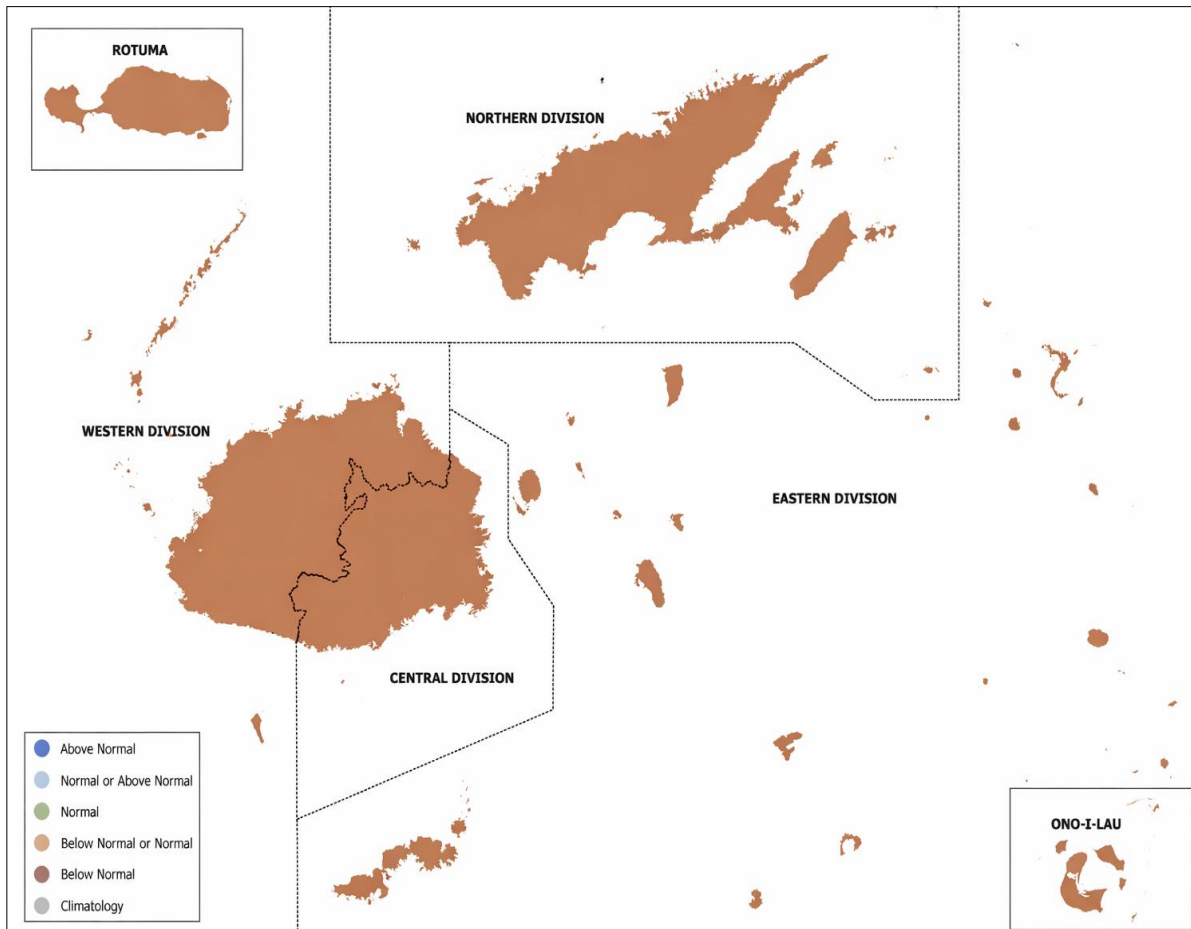 ROTUMA
NORTHERN DIVISION
WESTERN DIVISION
EASTERN DIVISION
CENTRAL DIVISION
Above Normal
Normal or Above Normal
Normal
Below Normal or Normal
Below Normal
Climatology
ONO-I-LAU